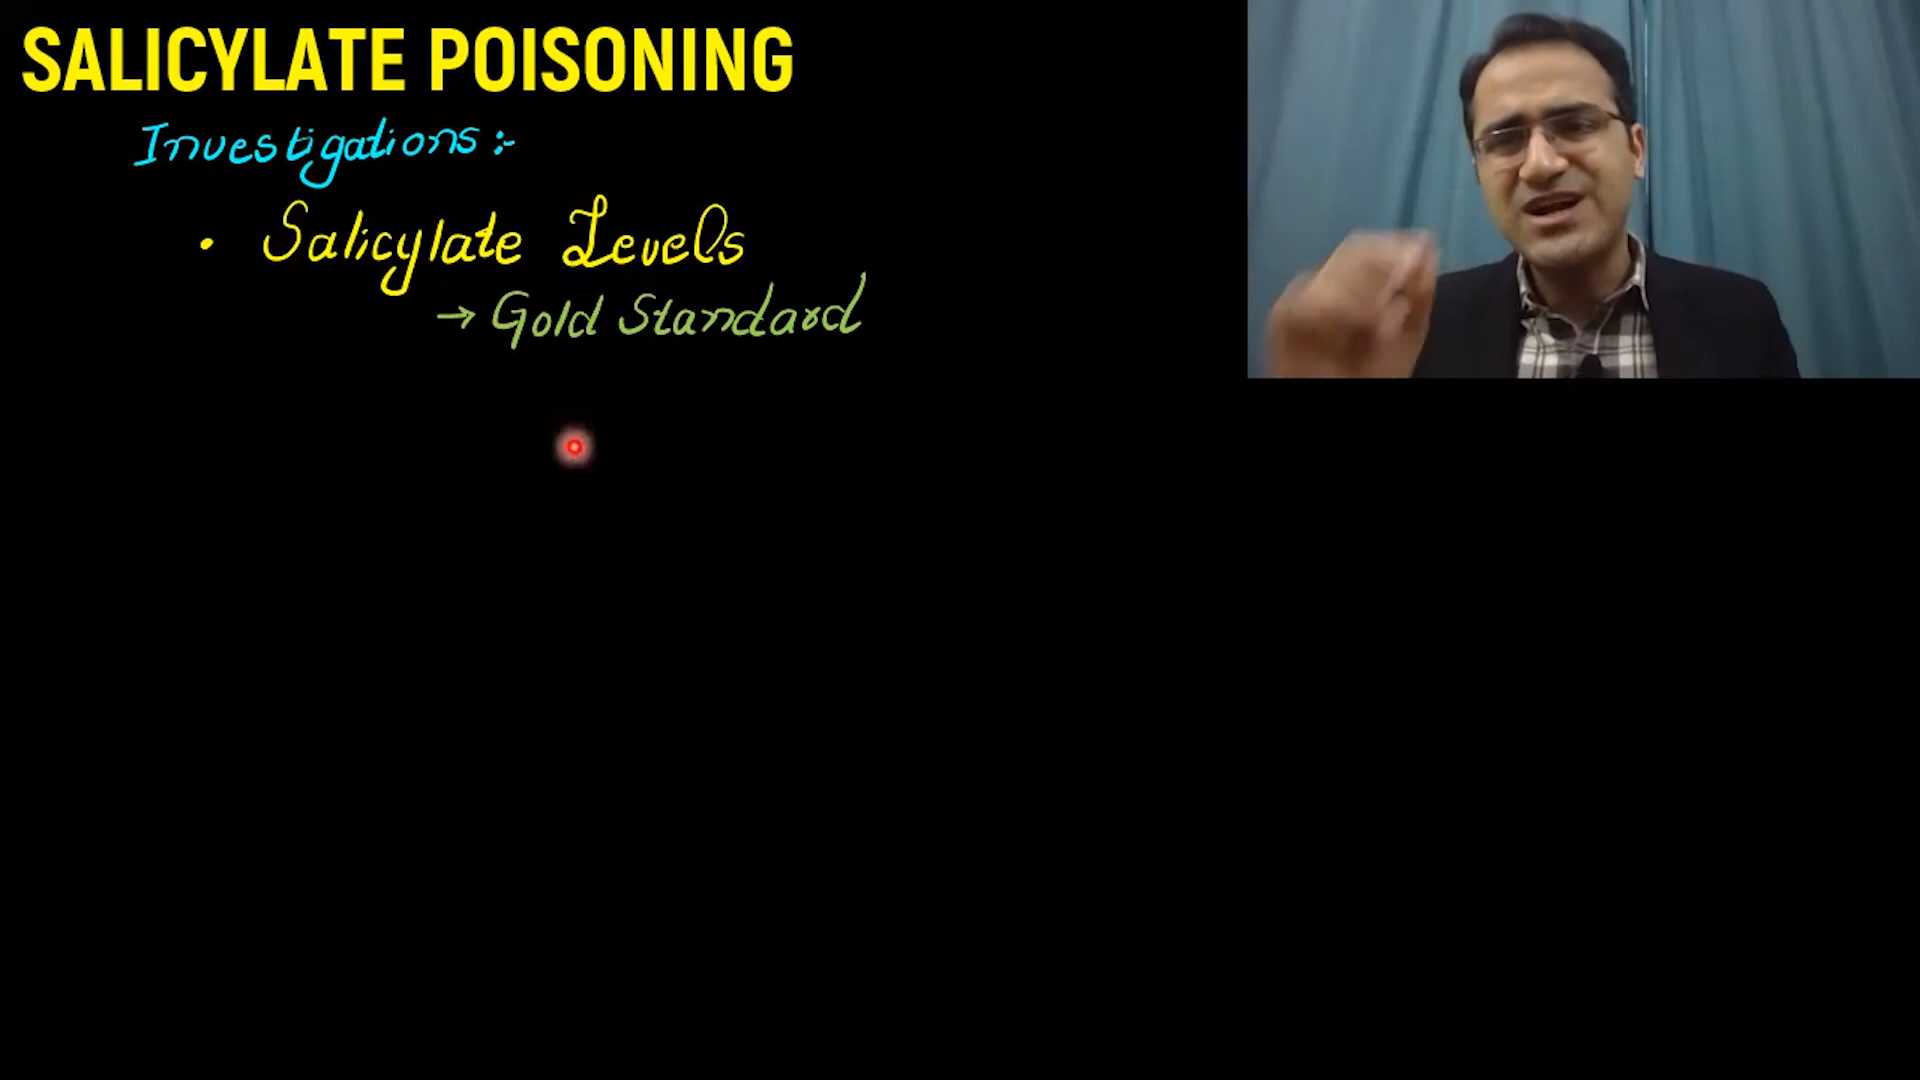 SALICYLATE POISONING
Investigations:-
• Salicylate Levels
→ Gold Standard